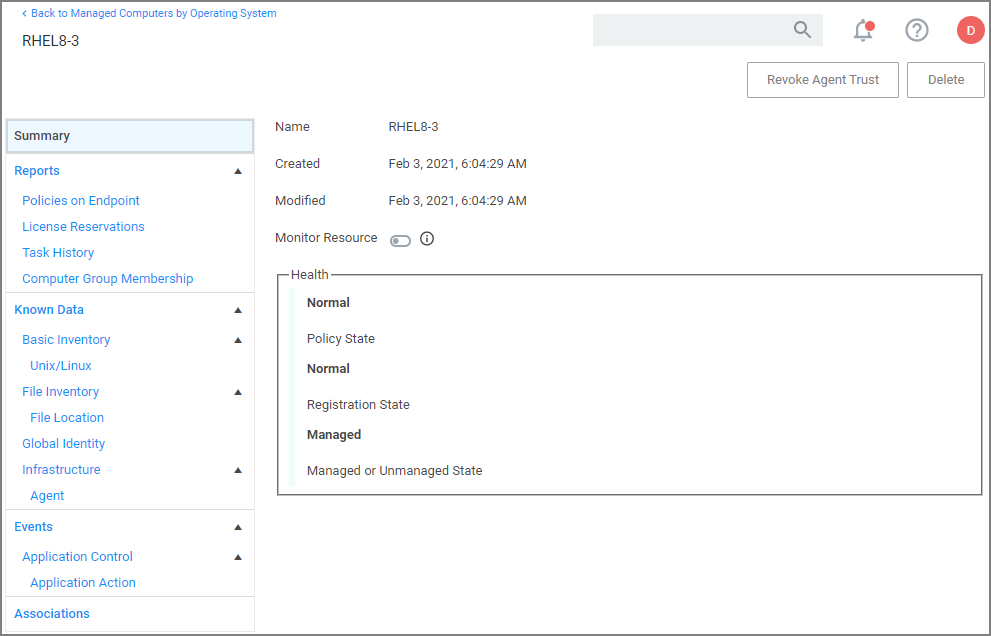 Back to Managed Computers by Operating System
RHEL8-3
D
Revoke Agent Trust
Delete
Summary
Reports
Policies on Endpoint
License Reservations
Task History
Computer Group Membership
Known Data
Basic Inventory
Unix/Linux
File Inventory
File Location
Global Identity
Infrastructure
Agent
Events
Application Control
Application Action
Associations
Name RHEL8-3
Created Feb 3, 2021, 6:04:29 AM
Modified Feb 3, 2021, 6:04:29 AM
Monitor Resource
Health
Normal
Policy State
Normal
Registration State
Managed
Managed or Unmanaged State